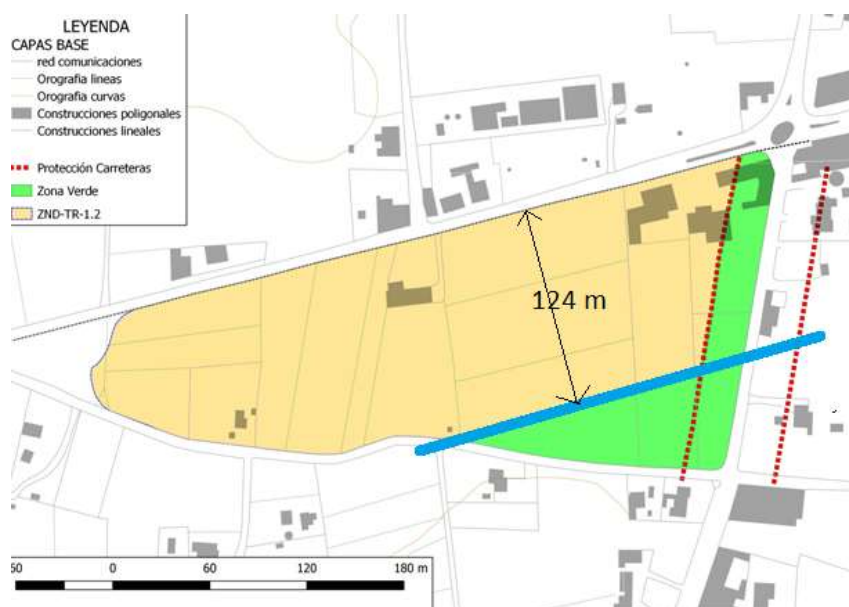 LEYENDA
CAPAS BASE
red comunicaciones
Orografia lineas
Orografia curvas
Construcciones poligonales
Construcciones lineales
Protección Carreteras
Zona Verde
ZND-TR-1.2
124 m
60 0 60 120 180 m